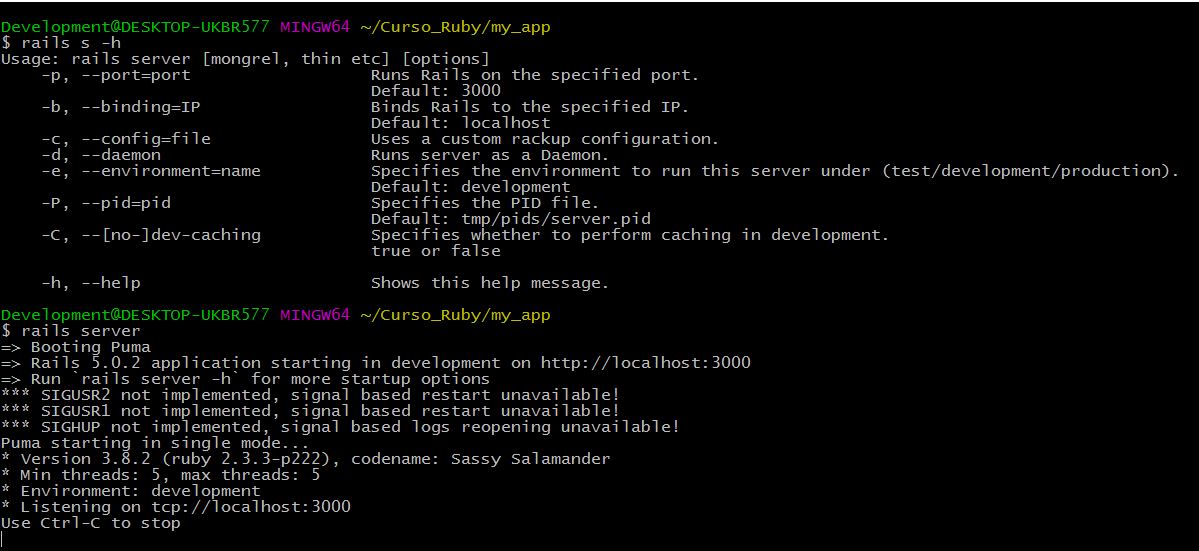 Development@DESKTOP-UKBR577 MINGW64 ~/Curso_Ruby/my_app
$ rails s -h
Usage: rails server [mongrel, thin etc] [options]
    -p, --port=port                  Runs Rails on the specified port.
                                     Default: 3000
    -b, --binding=IP                 Binds Rails to the specified IP.
                                     Default: localhost
    -c, --config=file                Uses a custom rackup configuration.
    -d, --daemon                     Runs server as a Daemon.
    -e, --environment=name           Specifies the environment to run this server under (test/development/production).
                                     Default: development
    -P, --pid=pid                    Specifies the PID file.
                                     Default: tmp/pids/server.pid
    -C, --[no-]dev-caching           Specifies whether to perform caching in development.
                                     true or false
    -h, --help                       Shows this help message.
Development@DESKTOP-UKBR577 MINGW64 ~/Curso_Ruby/my_app
$ rails server
=> Booting Puma
=> Rails 5.0.2 application starting in development on http://localhost:3000
=> Run `rails server -h` for more startup options
*** SIGUSR2 not implemented, signal based restart unavailable!
*** SIGUSR1 not implemented, signal based restart unavailable!
*** SIGHUP not implemented, signal based logs reopening unavailable!
Puma starting in single mode...
* Version 3.8.2 (ruby 2.3.3-p222), codename: Sassy Salamander
* Min threads: 5, max threads: 5
* Environment: development
* Listening on tcp://localhost:3000
Use Ctrl-C to stop